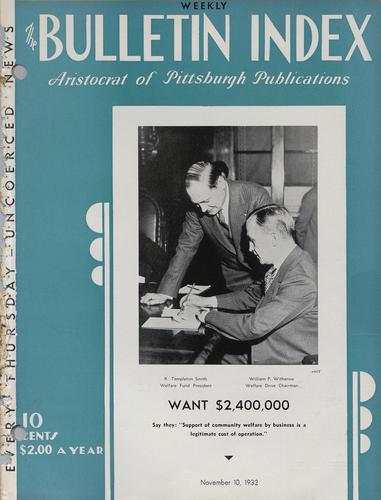 WEEKLY
The BULLETIN INDEX
Aristocrat of Pittsburgh Publications
EVERY THURSDAY - UNCOERCED NEWS
R. Templeton Smith
Welfare Fund President
William P. Witherow
Welfare Drive Chairman
WANT $2,400,000
Say they: "Support of community welfare by business is a
legitimate cost of operation."
10
CENTS
$2.00 A YEAR
November 10, 1932